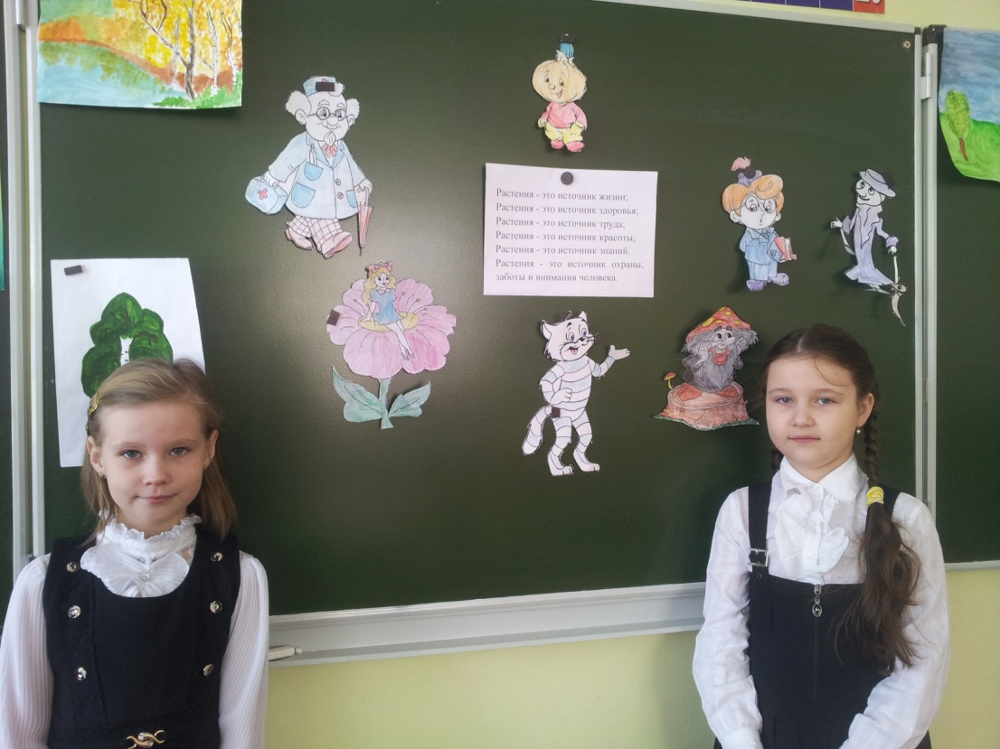 Растения - это источник жизни;
Растения - это источник здоровья;
Растения - это источник труда;
Растения - это источник красоты;
Растения - это источник знаний.
Растения - это источник охраны,
заботы и внимания человека.